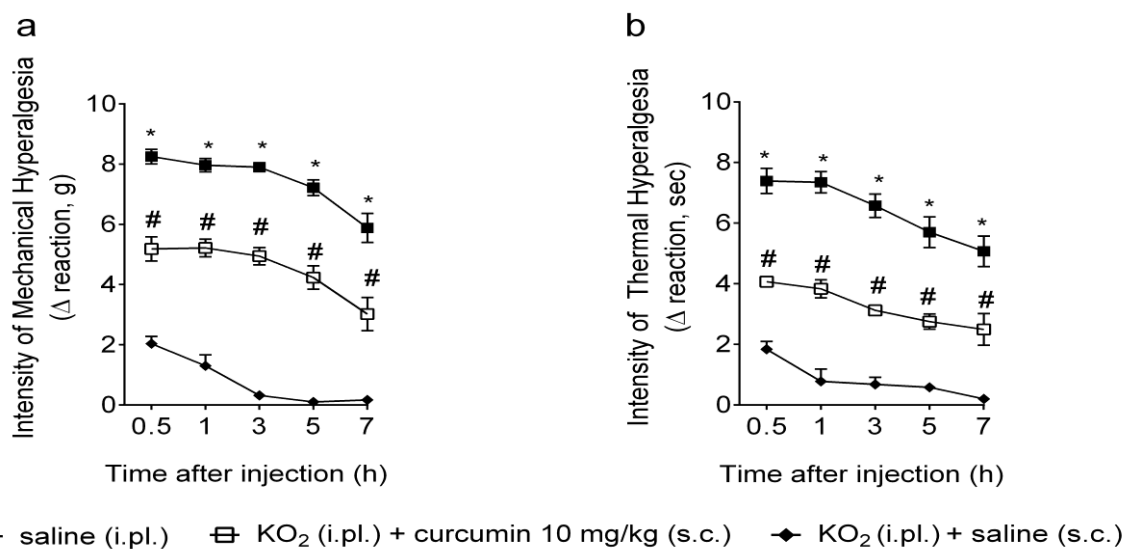 a
b
Intensity of Mechanical Hyperalgesia
(Δ reaction, g)
10
8
6
4
2
0
* * * * *
# # # # #
0.5 1 3 5 7
Time after injection (h)
Intensity of Thermal Hyperalgesia
(Δ reaction, sec)
10
8
6
4
2
0
* * * * *
# # # # #
0.5 1 3 5 7
Time after injection (h)
saline (i.pl.) KO₂ (i.pl.) + curcumin 10 mg/kg (s.c.) KO₂ (i.pl.) + saline (s.c.)